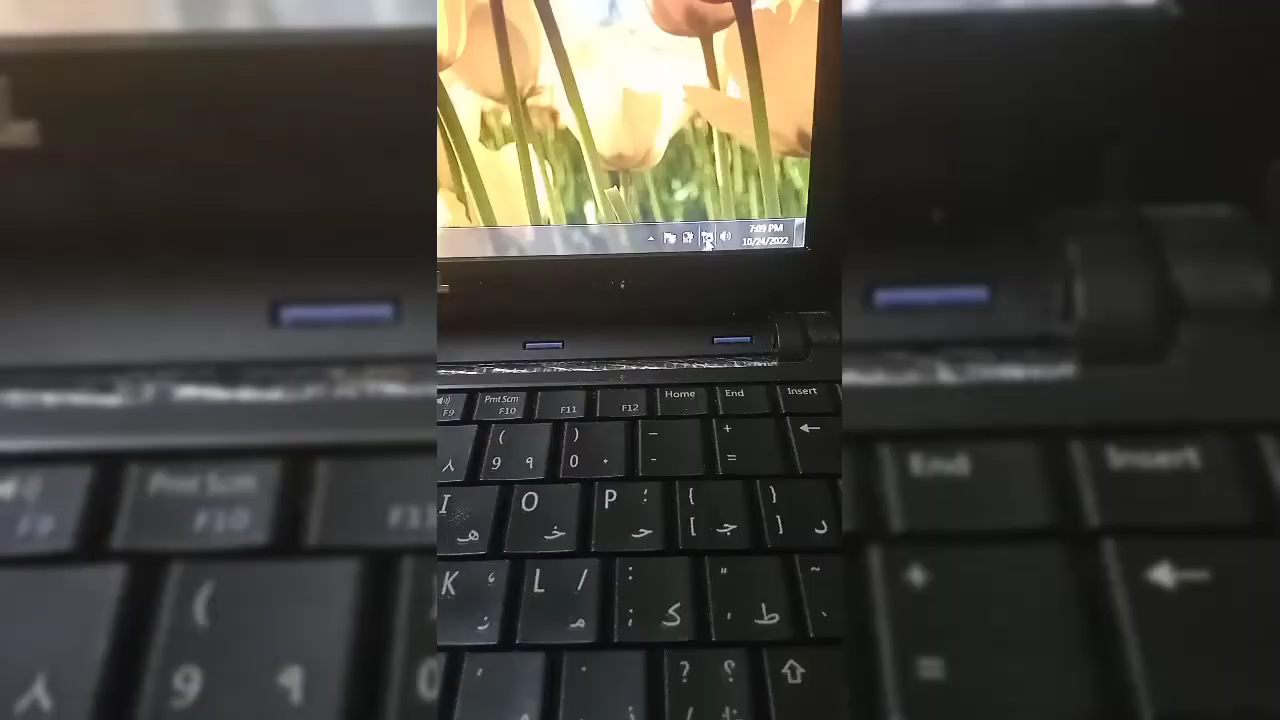 7:09 PM
10/24/2022
F9
Prnt Scrn
F10
F11
F12
Home
End
Insert
٨
(
9 ٩
)
0 ٠
_
-
+
=
←
I
ه
O
خ
P ؛
ح
{
[ ج
}
] د
K
ن
L /
م
:
; ک
"
' ط
~
`
? ؟
/